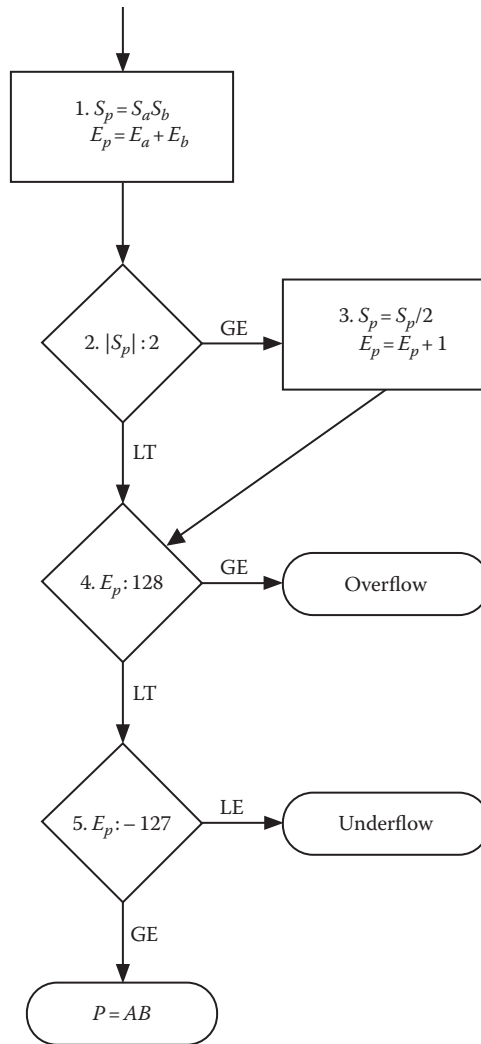 1. Sp = SaSb
Ep = Ea + Eb
2. |Sp| : 2
GE
3. Sp = Sp/2
Ep = Ep + 1
LT
4. Ep : 128
GE
Overflow
LT
5. Ep : – 127
LE
Underflow
GE
P = AB